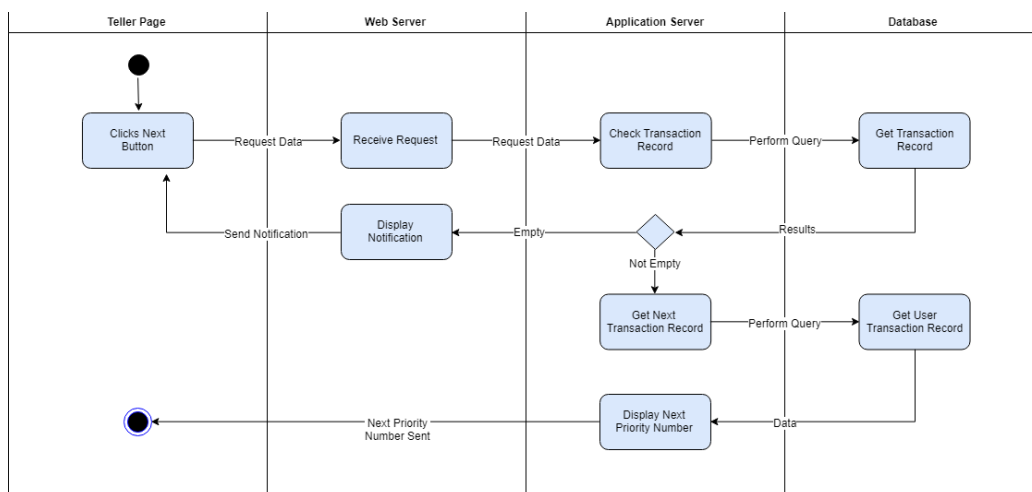 Teller Page
Web Server
Application Server
Database
Clicks Next
Button
Request Data
Receive Request
Request Data
Check Transaction
Record
Perform Query
Get Transaction
Record
Send Notification
Display
Notification
Empty
Results
Not Empty
Get Next
Transaction Record
Perform Query
Get User
Transaction Record
Next Priority
Number Sent
Display Next
Priority Number
Data